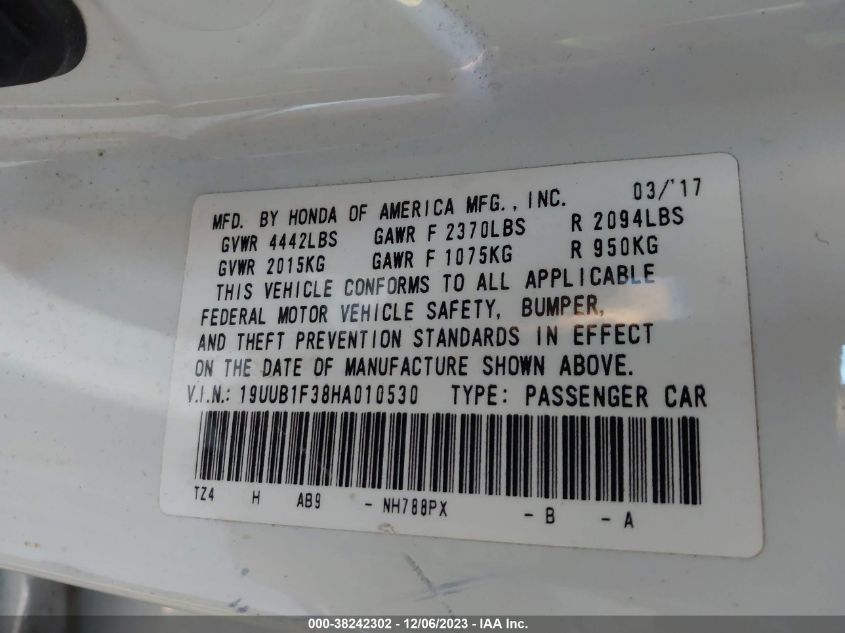 MFD. BY HONDA OF AMERICA MFG., INC. 03/'17
GVWR 4442LBS GAWR F 2370LBS R 2094LBS
GVWR 2015KG GAWR F 1075KG R 950KG
THIS VEHICLE CONFORMS TO ALL APPLICABLE
FEDERAL MOTOR VEHICLE SAFETY, BUMPER,
AND THEFT PREVENTION STANDARDS IN EFFECT
ON THE DATE OF MANUFACTURE SHOWN ABOVE.
V.I.N.: 19UUB1F38HA010530 TYPE: PASSENGER CAR
TZ4 H AB9 - NH788PX - B - A
000-38242302 - 12/06/2023 - IAA Inc.